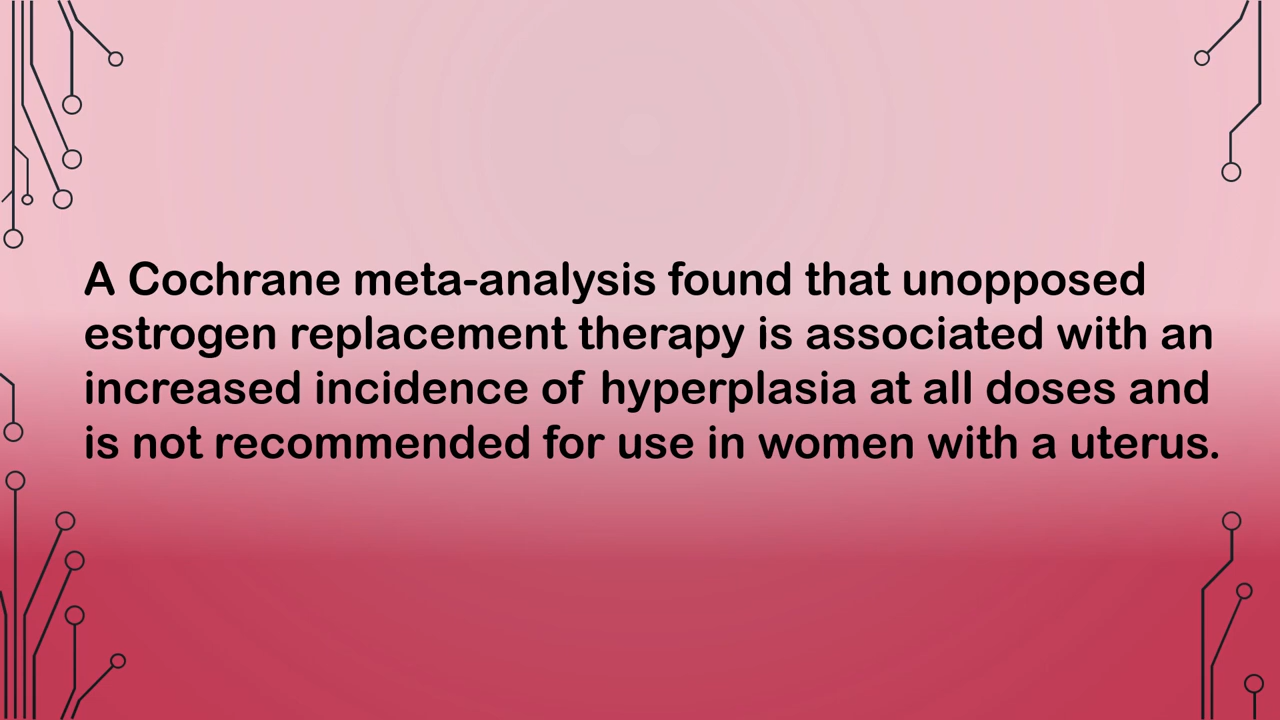 A Cochrane meta-analysis found that unopposed
estrogen replacement therapy is associated with an
increased incidence of hyperplasia at all doses and
is not recommended for use in women with a uterus.